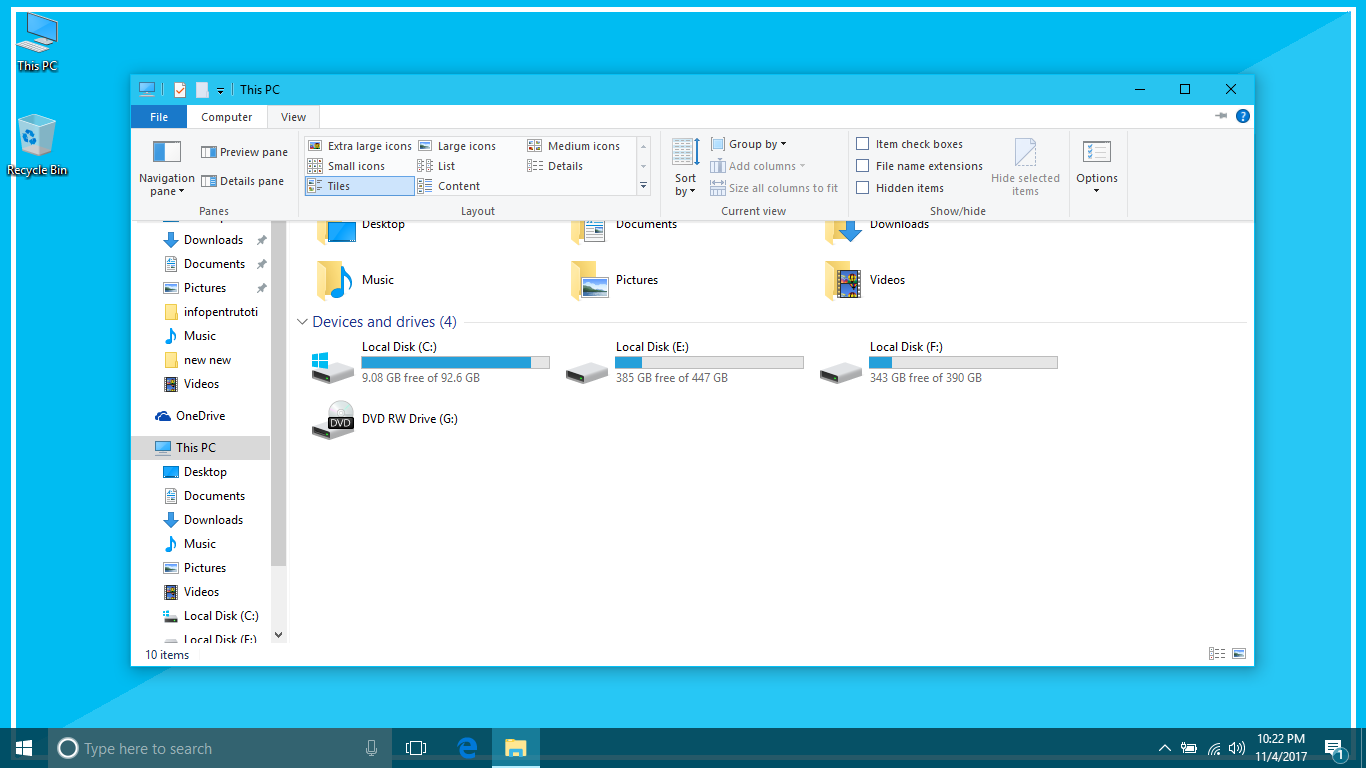 This PC
Recycle Bin
This PC
File Computer View
Navigation pane
Preview pane
Details pane
Panes
Extra large icons Large icons Medium icons
Small icons List Details
Tiles Content
Layout
Sort by
Group by
Add columns
Size all columns to fit
Current view
Item check boxes
File name extensions
Hidden items
Hide selected items
Show/hide
Options
Downloads
Documents
Pictures
infopentrutoti
Music
new new
Videos
OneDrive
This PC
Desktop
Documents
Downloads
Music
Pictures
Videos
Local Disk (C:)
Local Disk (E:)
Desktop Documents Downloads
Music Pictures Videos
Devices and drives (4)
Local Disk (C:)
9.08 GB free of 92.6 GB
Local Disk (E:)
385 GB free of 447 GB
Local Disk (F:)
343 GB free of 390 GB
DVD RW Drive (G:)
DVD
10 items
Type here to search
10:22 PM
11/4/2017
1